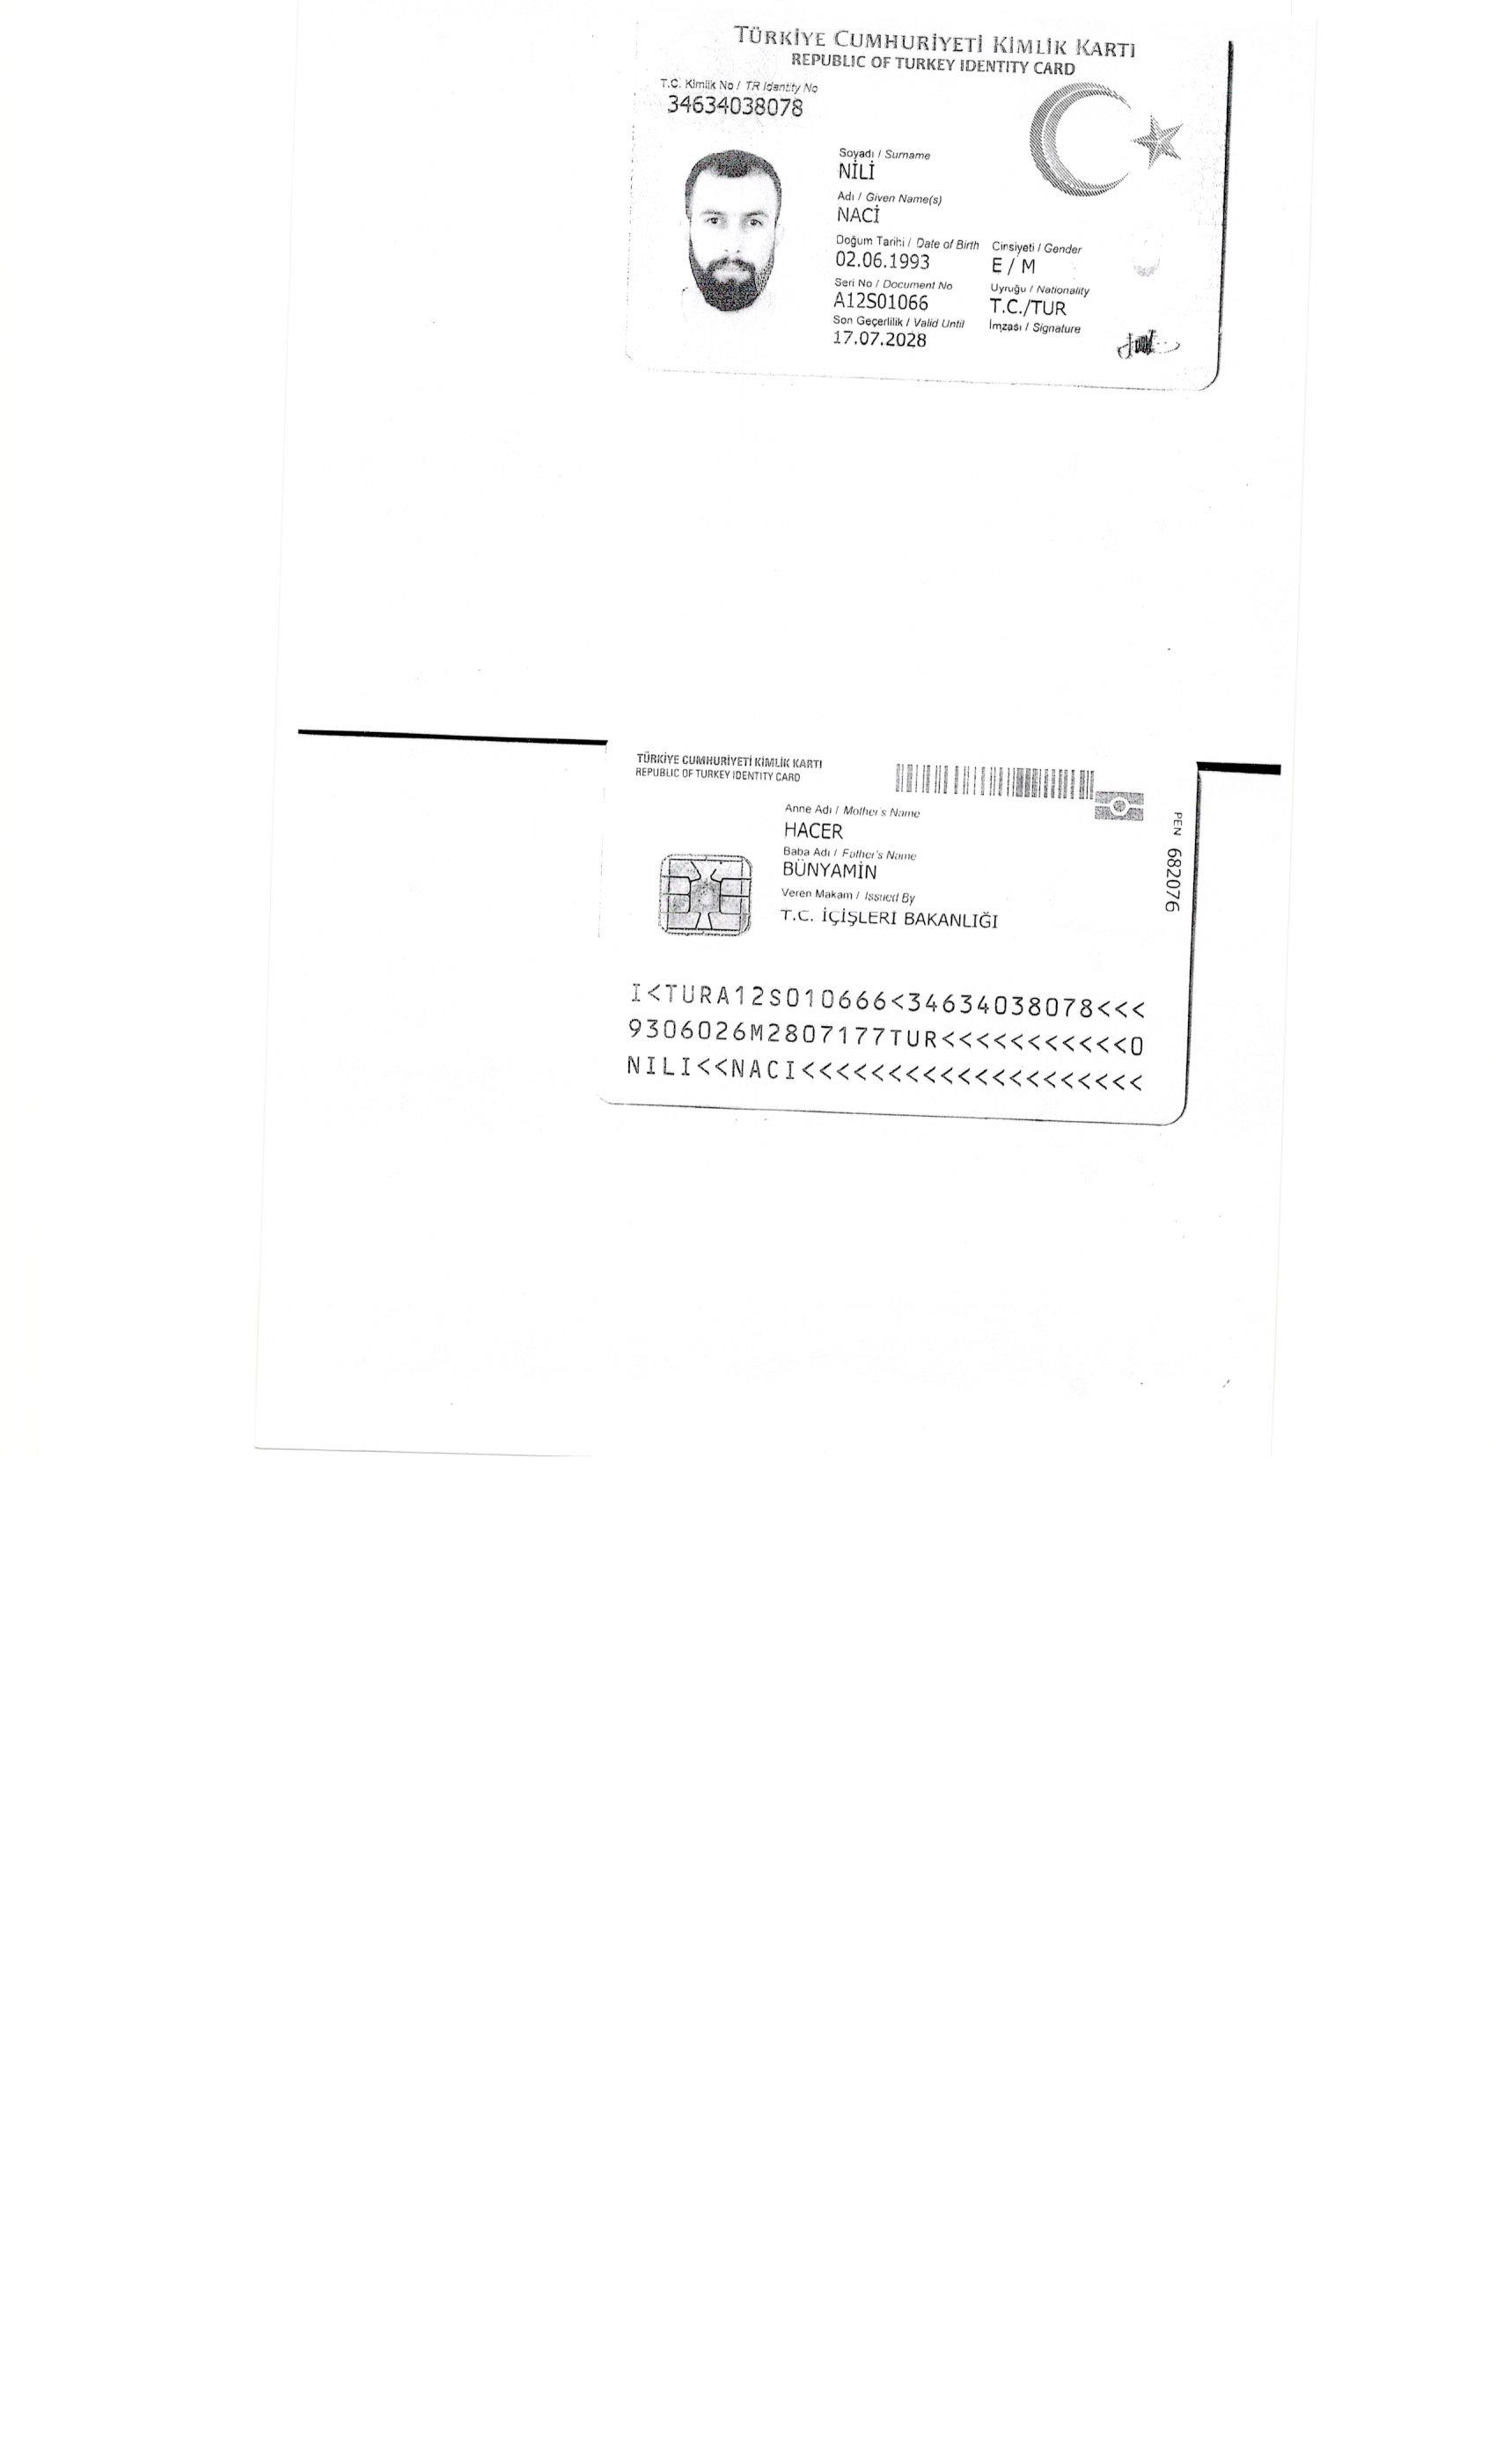 TÜRKİYE CUMHURİYETİ KİMLİK KARTI
REPUBLIC OF TURKEY IDENTITY CARD
T.C. Kimlik No / TR Identity No
34634038078
Soyadı / Surname
NİLİ
Adı / Given Name(s)
NACİ
Doğum Tarihi / Date of Birth Cinsiyeti / Gender
02.06.1993 E / M
Seri No / Document No Uyruğu / Nationality
A12S01066 T.C./TUR
Son Geçerlilik / Valid Until İmzası / Signature
17.07.2028
TÜRKİYE CUMHURİYETİ KİMLİK KARTI
REPUBLIC OF TURKEY IDENTITY CARD
Anne Adı / Mother's Name
HACER
Baba Adı / Father's Name
BÜNYAMİN
Veren Makam / Issued By
T.C. İÇİŞLERİ BAKANLIĞI
PEN 682076
I<TURA12S010666<34634038078<<<
9306026M2807177TUR<<<<<<<<<<<0
NILI<<NACI<<<<<<<<<<<<<<<<<<<<